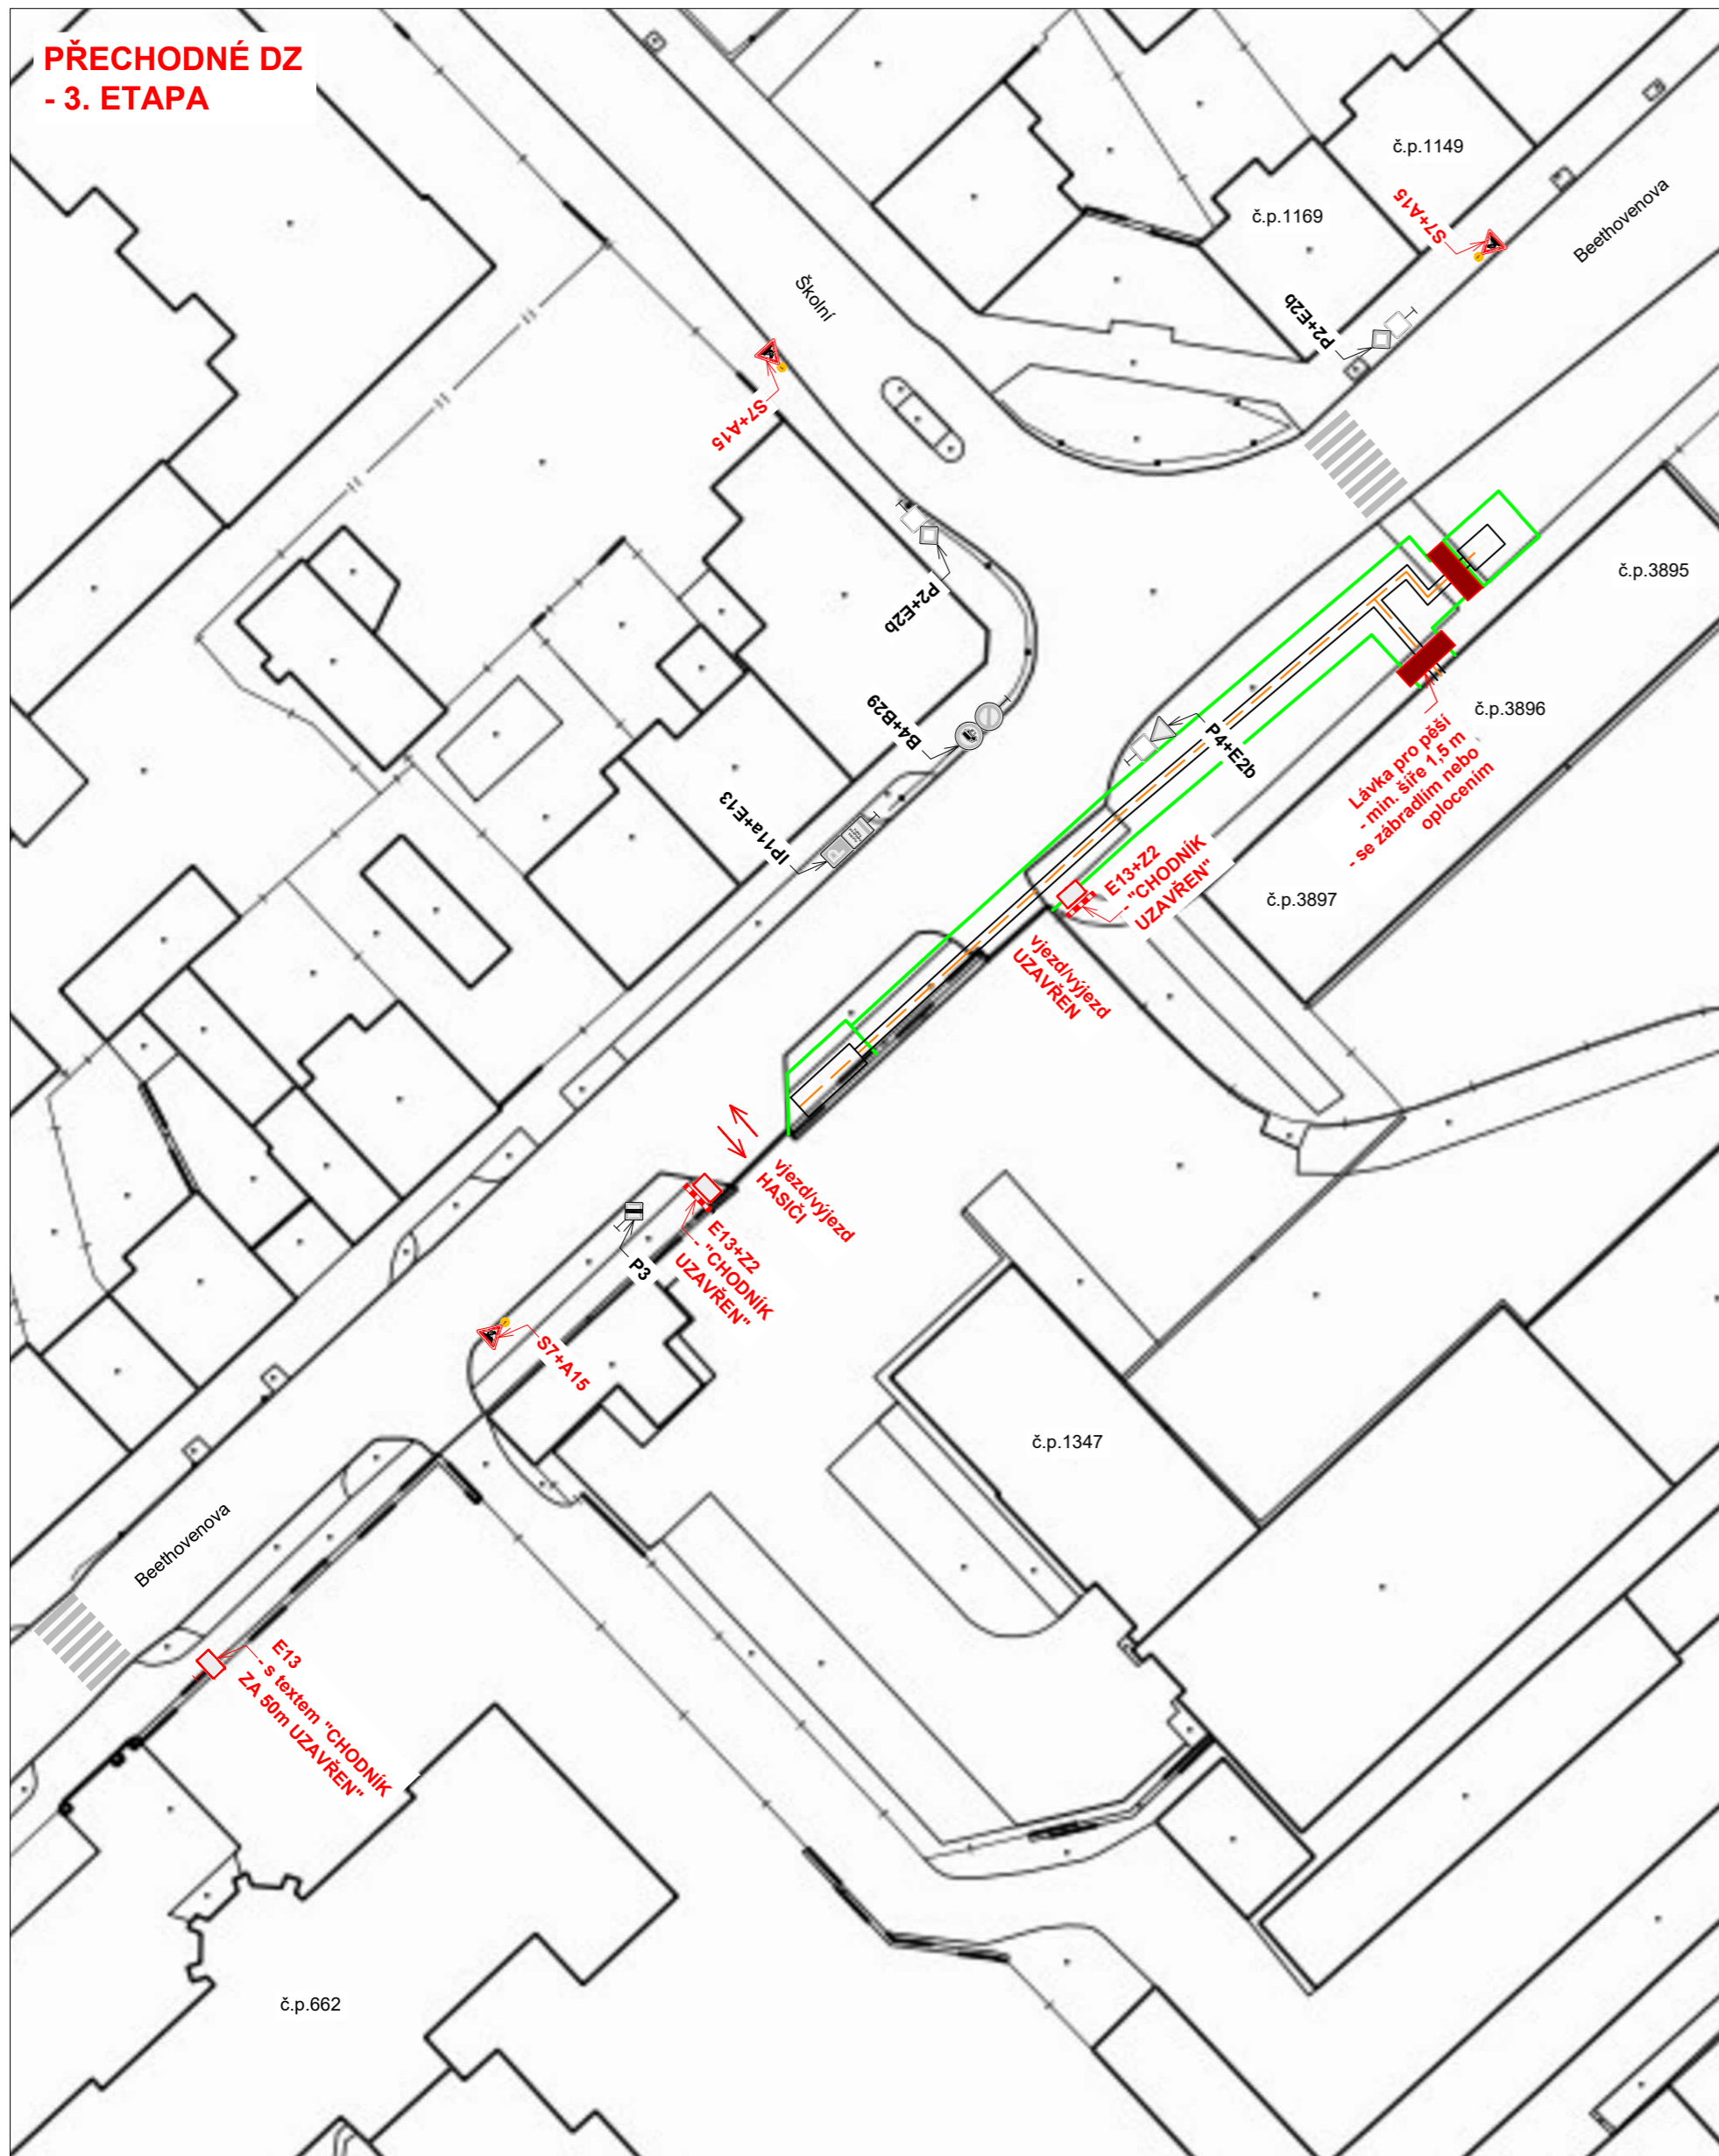 PŘECHODNÉ DZ
- 3. ETAPA
č.p.1149
S7+A15
č.p.1169
Beethovenova
Školní
P2+E2b
S7+A15
č.p.3895
P2+E2b
B4+B29
č.p.3896
P4+E2b
Lávka pro pěší
- min. šíře 1,5 m
- se zábradlím nebo
oplocením
IP11a+E13
E13+Z2
- "CHODNÍK
UZAVŘEN"
č.p.3897
vjezd/výjezd
UZAVŘEN
vjezd/výjezd
HASIČI
E13+Z2
- "CHODNÍK
UZAVŘEN"
P3
S7+A15
č.p.1347
Beethovenova
E13
- s textem "CHODNÍK
ZA 50m UZAVŘEN"
č.p.662